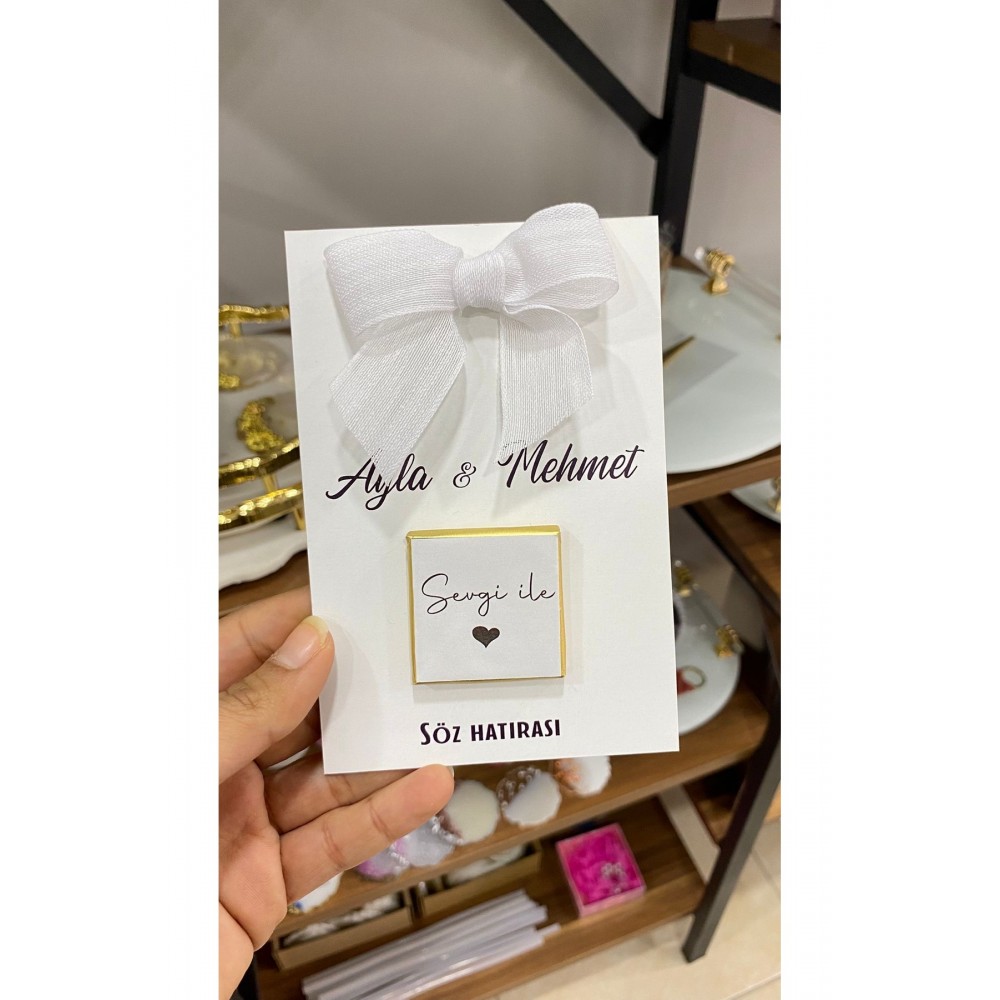 Ayla & Mehmet
Sevgi ile
SÖZ HATIRASI